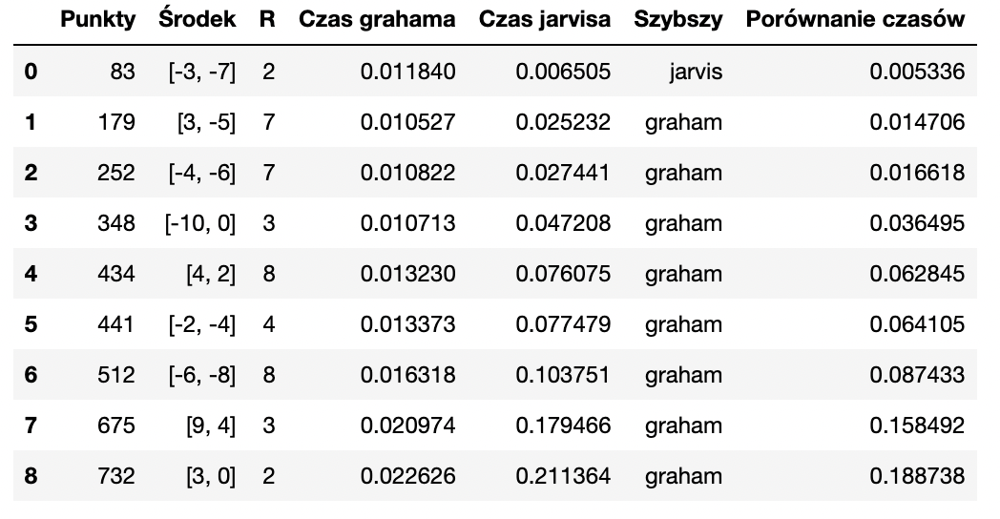 Punkty Środek R Czas grahama Czas jarvisa Szybszy Porównanie czasów
0 83 [-3, -7] 2 0.011840 0.006505 jarvis 0.005336
1 179 [3, -5] 7 0.010527 0.025232 graham 0.014706
2 252 [-4, -6] 7 0.010822 0.027441 graham 0.016618
3 348 [-10, 0] 3 0.010713 0.047208 graham 0.036495
4 434 [4, 2] 8 0.013230 0.076075 graham 0.062845
5 441 [-2, -4] 4 0.013373 0.077479 graham 0.064105
6 512 [-6, -8] 8 0.016318 0.103751 graham 0.087433
7 675 [9, 4] 3 0.020974 0.179466 graham 0.158492
8 732 [3, 0] 2 0.022626 0.211364 graham 0.188738